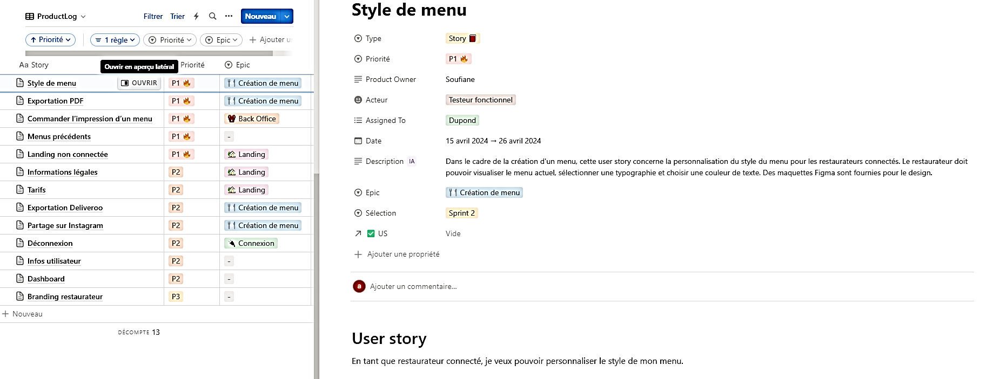 ProductLog Filtrer Trier Nouveau
Priorité 1 règle Priorité Epic Ajouter u
Aa Story Priorité Epic
Ouvrir en aperçu latéral
Style de menu OUVRIR P1 Création de menu
Exportation PDF P1 Création de menu
Commander l’impression d’un menu P1 Back Office
Menus précédents P1 -
Landing non connectée P1 Landing
Informations légales P2 Landing
Tarifs P2 Landing
Exportation Deliveroo P2 Création de menu
Partage sur Instagram P2 Création de menu
Déconnexion P2 Connexion
Infos utilisateur P2 -
Dashboard P2 -
Branding restaurateur P3 -
Nouveau
DÉCOMPTE 13
Style de menu
Type Story
Priorité P1
Product Owner Soufiane
Acteur Testeur fonctionnel
Assigned To Dupond
Date 15 avril 2024 → 26 avril 2024
Description IA Dans le cadre de la création d'un menu, cette user story concerne la personnalisation du style du menu pour les restaurateurs connectés. Le restaurateur doit
pouvoir visualiser le menu actuel, sélectionner une typographie et choisir une couleur de texte. Des maquettes Figma sont fournies pour le design.
Epic Création de menu
Sélection Sprint 2
US Vide
Ajouter une propriété
a Ajouter un commentaire…
User story
En tant que restaurateur connecté, je veux pouvoir personnaliser le style de mon menu.